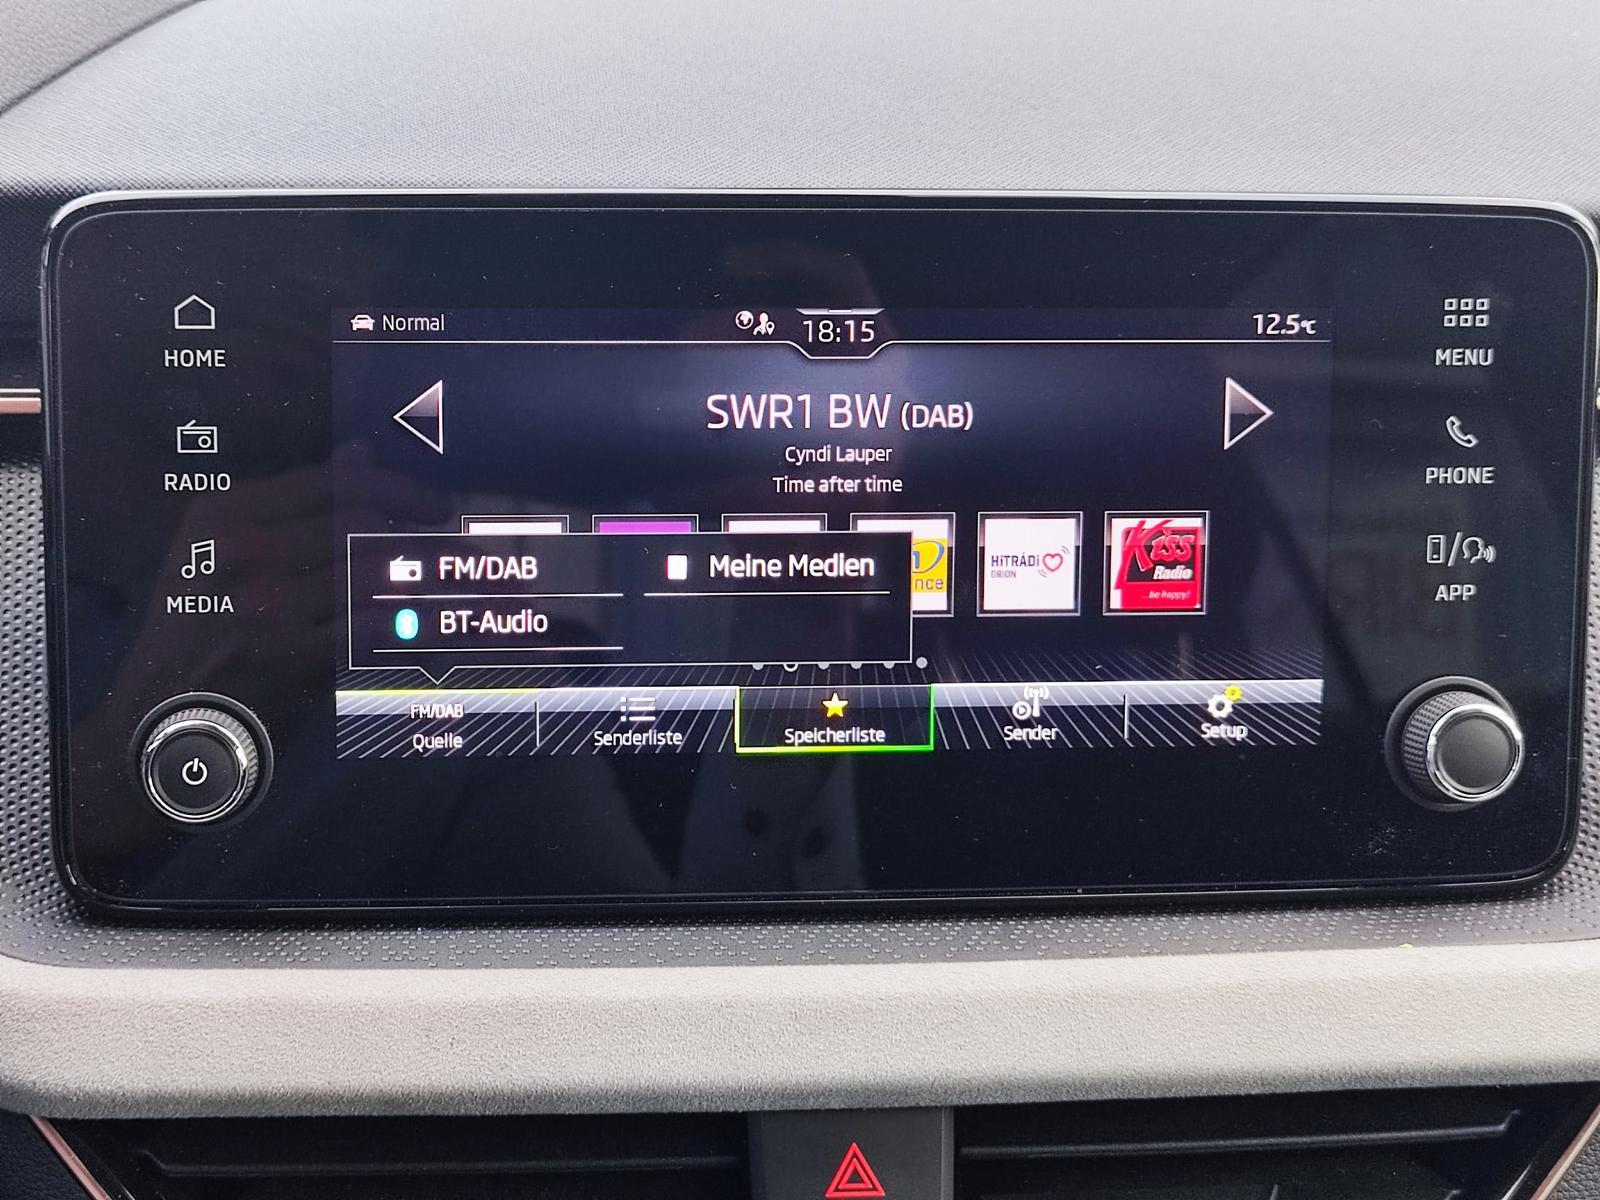 Normal
18:15
12.5°C
HOME
MENU
SWR1 BW (DAB)
Cyndi Lauper
Time after time
RADIO
PHONE
MEDIA
APP
FM/DAB
Meine Medien
BT-Audio
nce
HiTRÁDiO
ORION
Kiss
Radio
...be happy!
FM/DAB
Quelle
Senderliste
Speicherliste
Sender
Setup